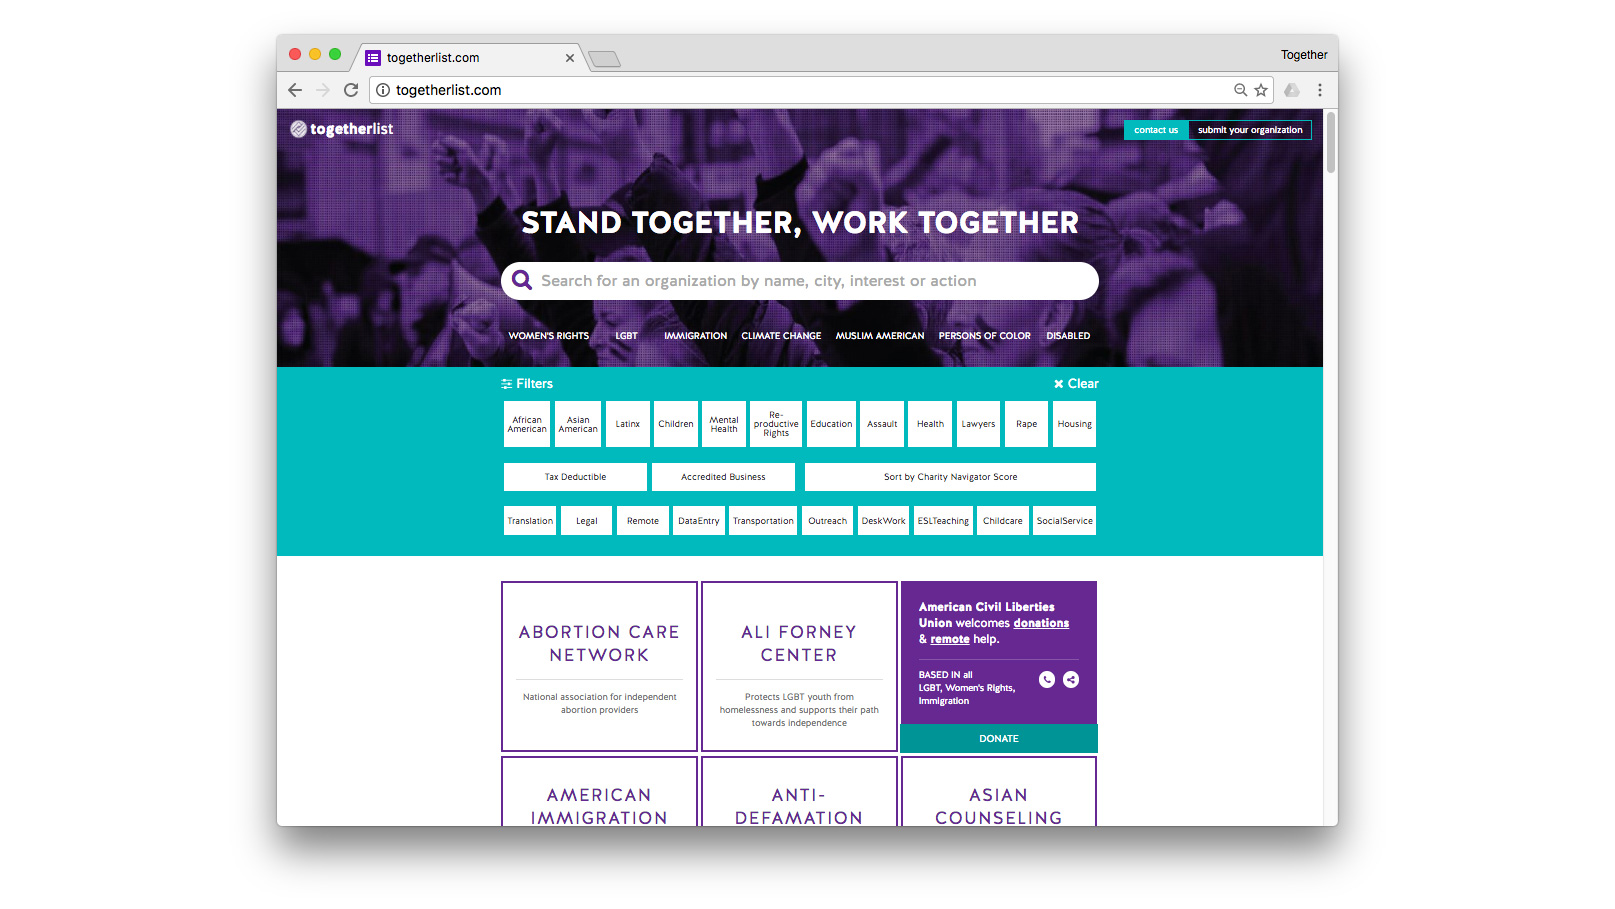 togetherlist.com
Together
togetherlist.com
togetherlist
contact us
submit your organization
STAND TOGETHER, WORK TOGETHER
Search for an organization by name, city, interest or action
WOMEN'S RIGHTS
LGBT
IMMIGRATION
CLIMATE CHANGE
MUSLIM AMERICAN
PERSONS OF COLOR
DISABLED
Filters
Clear
African
American
Asian
American
Latinx
Children
Mental
Health
Re-
productive
Rights
Education
Assault
Health
Lawyers
Rape
Housing
Tax Deductible
Accredited Business
Sort by Charity Navigator Score
Translation
Legal
Remote
DataEntry
Transportation
Outreach
DeskWork
ESLTeaching
Childcare
SocialService
ABORTION CARE
NETWORK
National association for independent
abortion providers
ALI FORNEY
CENTER
Protects LGBT youth from
homelessness and supports their path
towards independence
American Civil Liberties
Union welcomes donations
& remote help.
BASED IN all
LGBT, Women's Rights,
Immigration
DONATE
AMERICAN
IMMIGRATION
ANTI-
DEFAMATION
ASIAN
COUNSELING